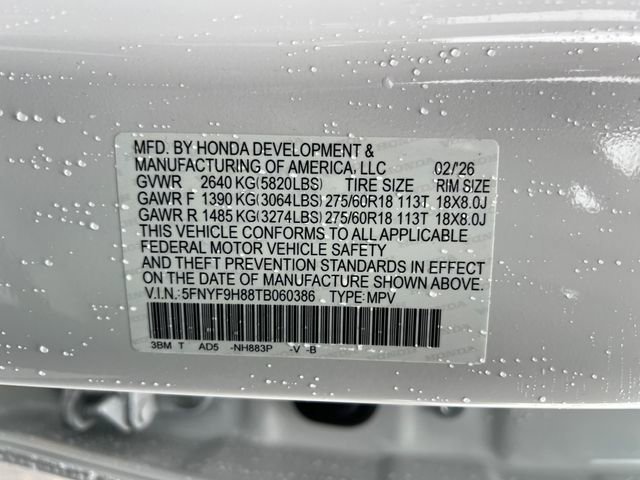 MFD. BY HONDA DEVELOPMENT &
MANUFACTURING OF AMERICA, LLC 02/'26
GVWR 2640 KG(5820LBS) TIRE SIZE RIM SIZE
GAWR F 1390 KG(3064LBS) 275/60R18 113T 18X8.0J
GAWR R 1485 KG(3274LBS) 275/60R18 113T 18X8.0J
THIS VEHICLE CONFORMS TO ALL APPLICABLE
FEDERAL MOTOR VEHICLE SAFETY
AND THEFT PREVENTION STANDARDS IN EFFECT
ON THE DATE OF MANUFACTURE SHOWN ABOVE.
V.I.N.: 5FNYF9H88TB060386 TYPE: MPV
3BM T AD5 -NH883P -V -B